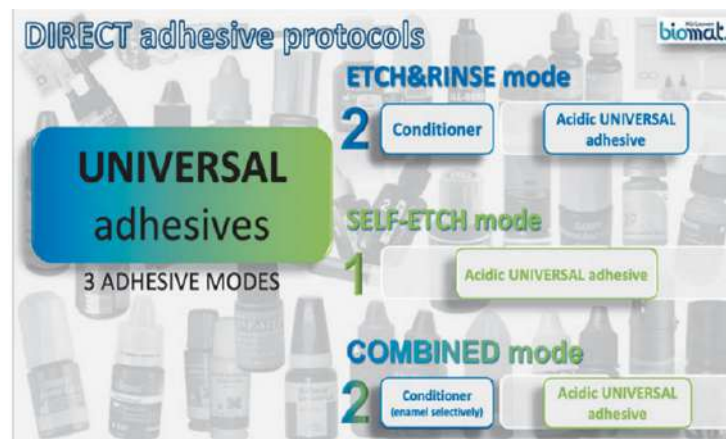 DIRECT adhesive protocols
biomat.
ETCH&RINSE mode
2
Conditioner
Acidic UNIVERSAL
adhesive
UNIVERSAL
adhesives
3 ADHESIVE MODES
SELF-ETCH mode
1
Acidic UNIVERSAL adhesive
COMBINED mode
2
Conditioner
(enamel selectively)
Acidic UNIVERSAL
adhesive